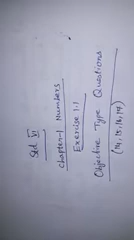 Std VI
chapter-1 Numbers
Exercise 1.1
Objective Type Questions
(14, 15, 16, 17)